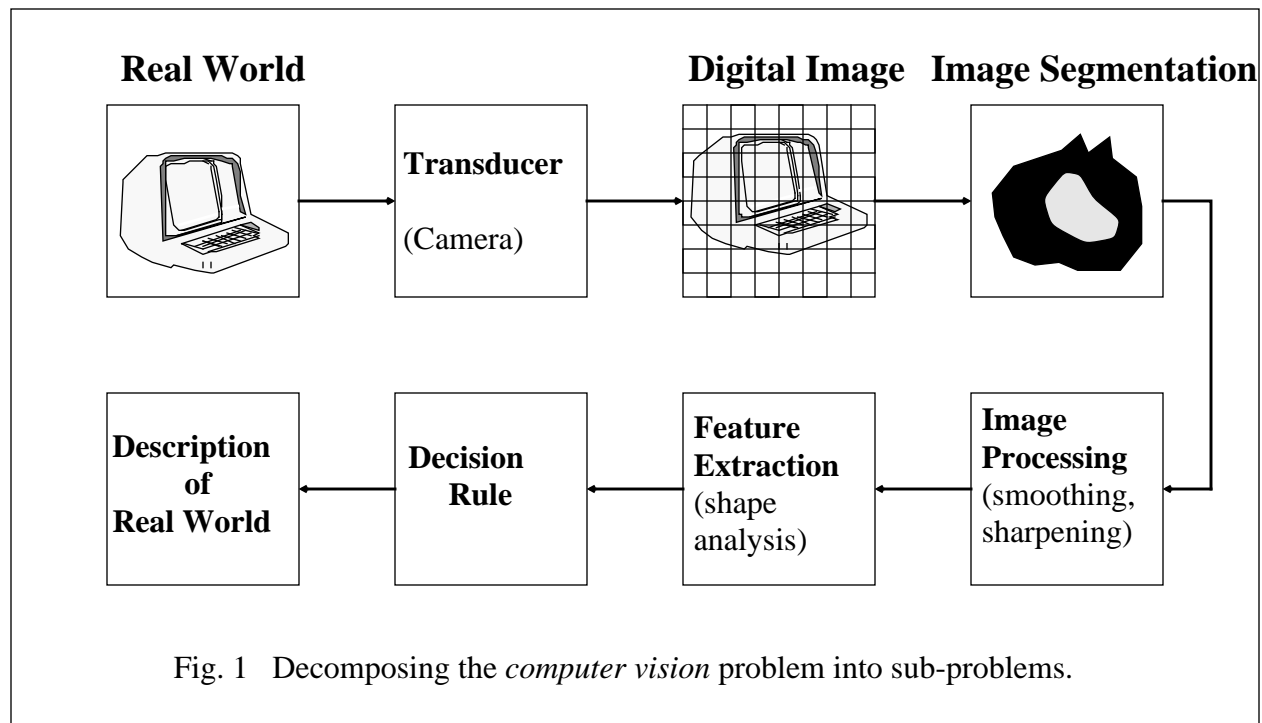 Real World
Digital Image
Image Segmentation
Transducer
(Camera)
Description
of
Real World
Decision
Rule
Feature
Extraction
(shape
analysis)
Image
Processing
(smoothing,
sharpening)
Fig. 1 Decomposing the computer vision problem into sub-problems.